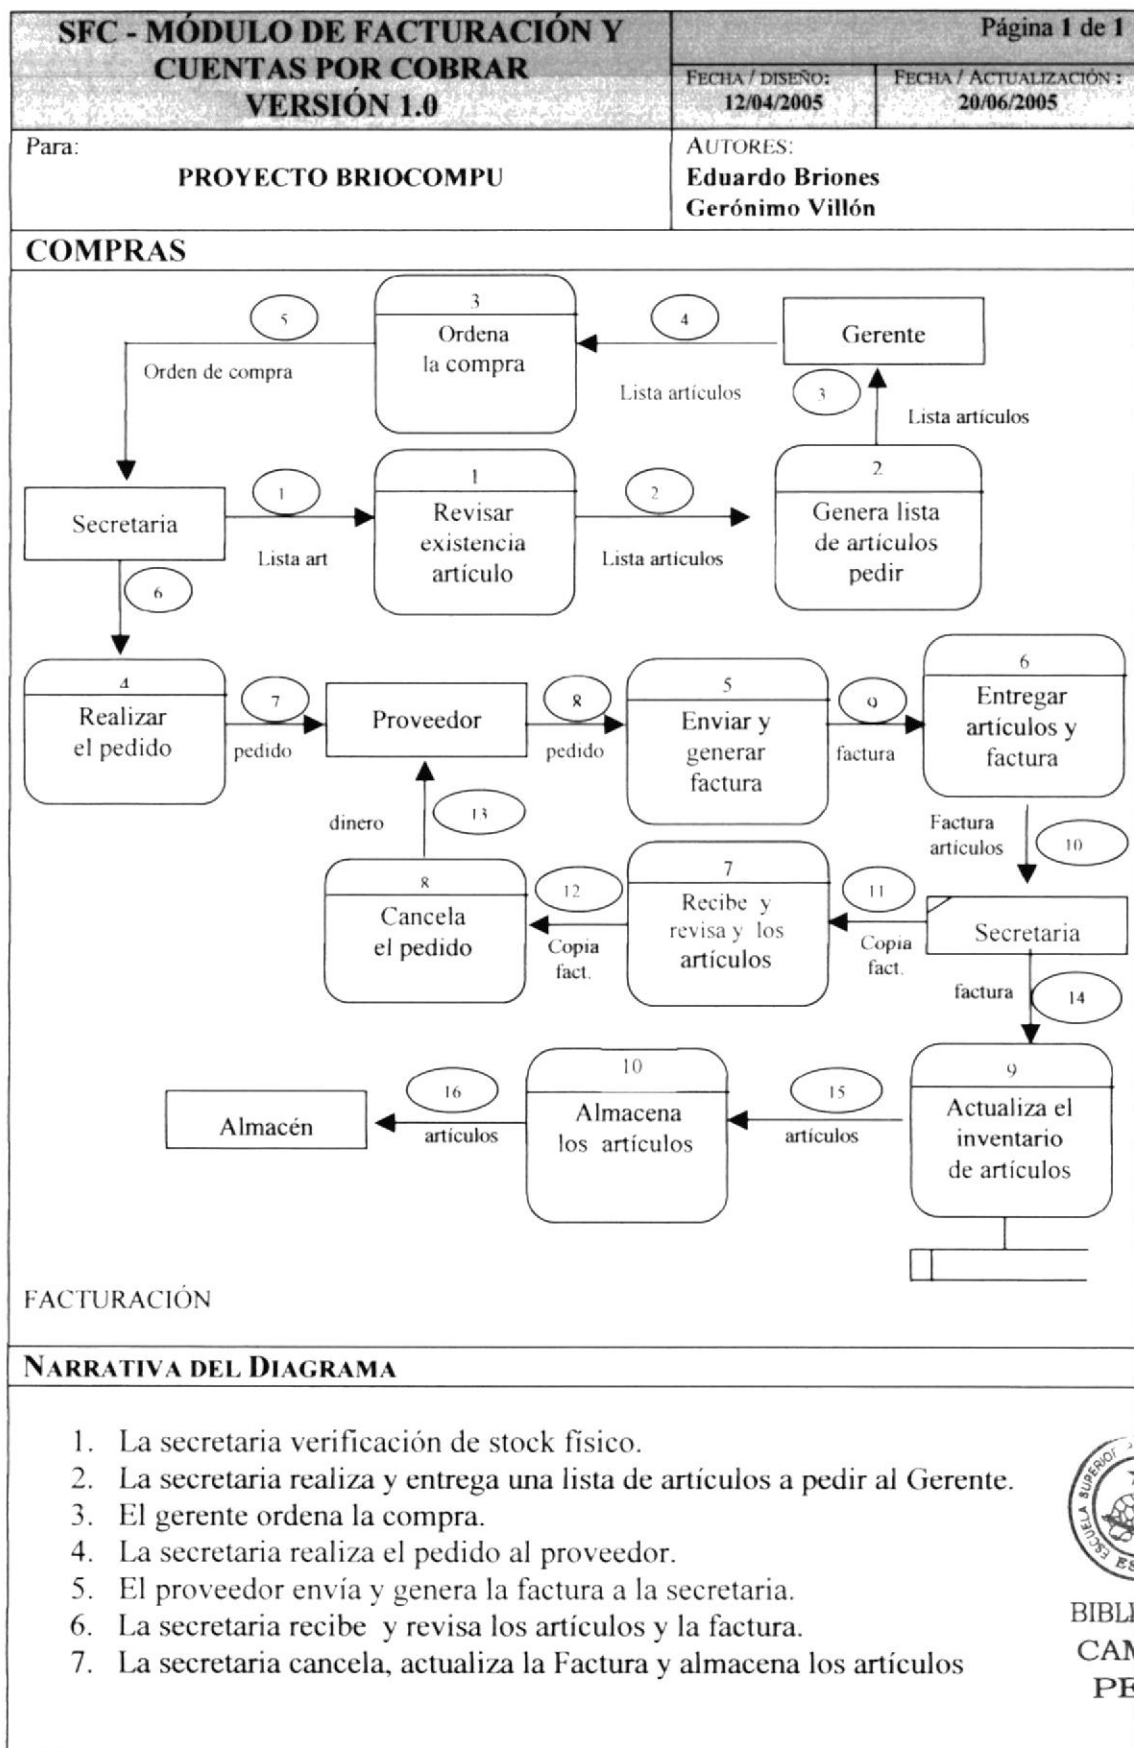 SFC - MÓDULO DE FACTURACIÓN Y
CUENTAS POR COBRAR
VERSIÓN 1.0
Página 1 de 1
FECHA / DISEÑO:
12/04/2005
FECHA / ACTUALIZACIÓN :
20/06/2005
Para:
PROYECTO BRIOCOMPU
AUTORES:
Eduardo Briones
Gerónimo Villón
COMPRAS
5
Orden de compra
3
Ordena
la compra
4
Lista artículos
Gerente
3
Lista artículos
Secretaria
1
Lista art
1
Revisar
existencia
artículo
2
Lista artículos
2
Genera lista
de artículos
pedir
6
4
Realizar
el pedido
7
pedido
Proveedor
8
pedido
5
Enviar y
generar
factura
9
factura
6
Entregar
artículos y
factura
dinero
13
Factura
artículos
10
8
Cancela
el pedido
12
Copia
fact.
7
Recibe y
revisa y los
artículos
11
Copia
fact.
Secretaria
factura
14
Almacén
16
artículos
10
Almacena
los artículos
15
artículos
9
Actualiza el
inventario
de artículos
FACTURACIÓN
NARRATIVA DEL DIAGRAMA
1. La secretaria verificación de stock físico.
2. La secretaria realiza y entrega una lista de artículos a pedir al Gerente.
3. El gerente ordena la compra.
4. La secretaria realiza el pedido al proveedor.
5. El proveedor envía y genera la factura a la secretaria.
6. La secretaria recibe y revisa los artículos y la factura.
7. La secretaria cancela, actualiza la Factura y almacena los artículos
ESCUELA SUPERIOR